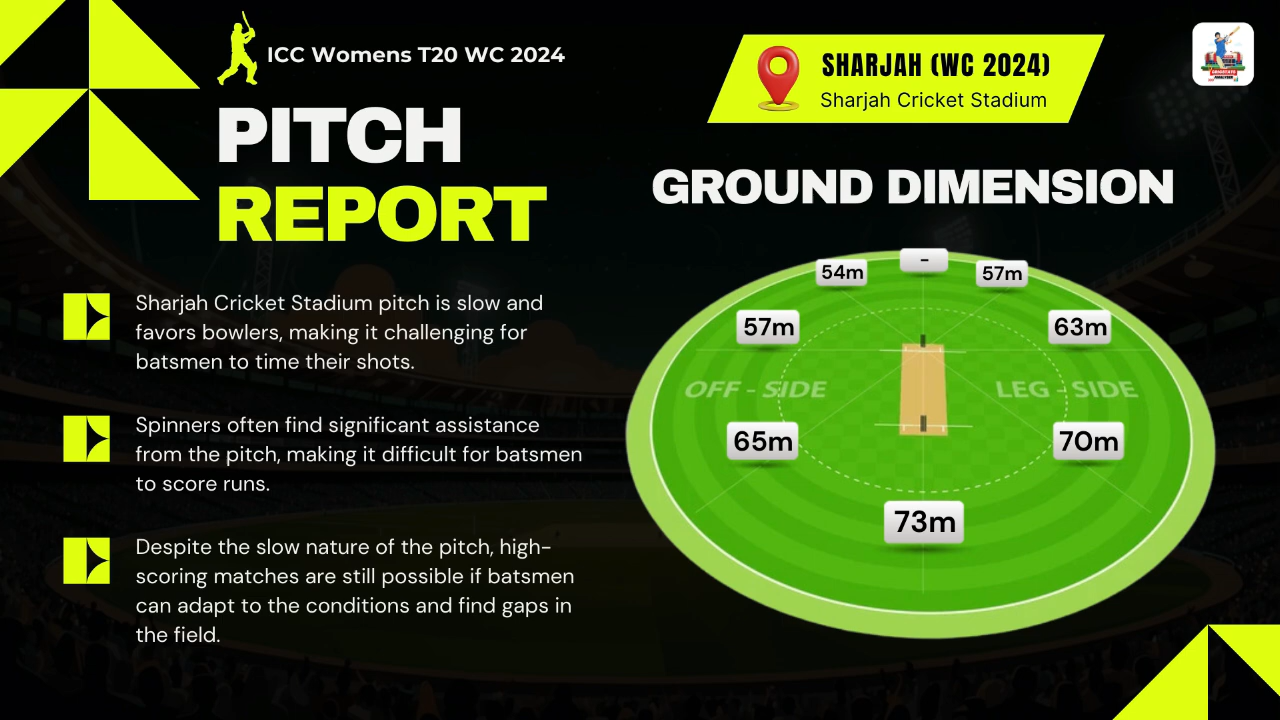 ICC Womens T20 WC 2024
PITCH
REPORT
Sharjah Cricket Stadium pitch is slow and
favors bowlers, making it challenging for
batsmen to time their shots.
Spinners often find significant assistance
from the pitch, making it difficult for batsmen
to score runs.
Despite the slow nature of the pitch, high-
scoring matches are still possible if batsmen
can adapt to the conditions and find gaps in
the field.
SHARJAH (WC 2024)
Sharjah Cricket Stadium
GROUND DIMENSION
54m
-
57m
57m
63m
OFF - SIDE
LEG - SIDE
65m
70m
73m